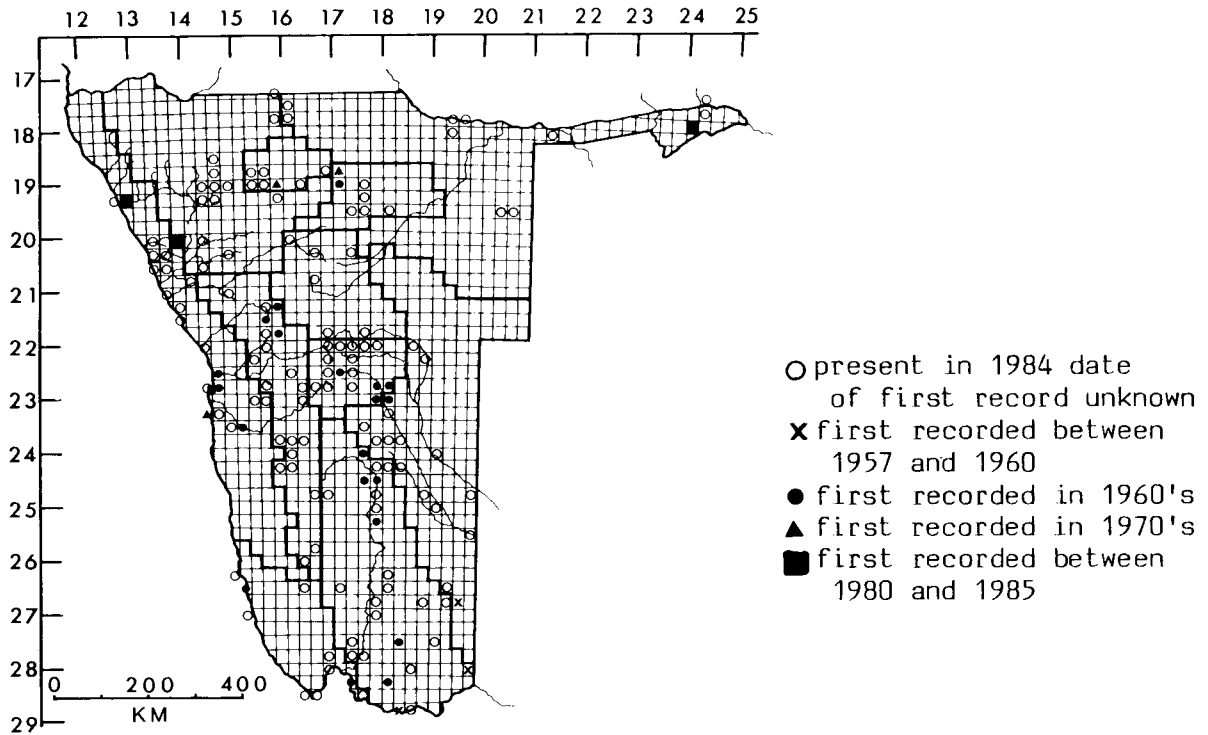 12 13 14 15 16 17 18 19 20 21 22 23 24 25
17
18
19
20
21
22
23
24
25
26
27
28
29
0 200 400
KM
present in 1984 date
of first record unknown
first recorded between
1957 and 1960
first recorded in 1960's
first recorded in 1970's
first recorded between
1980 and 1985